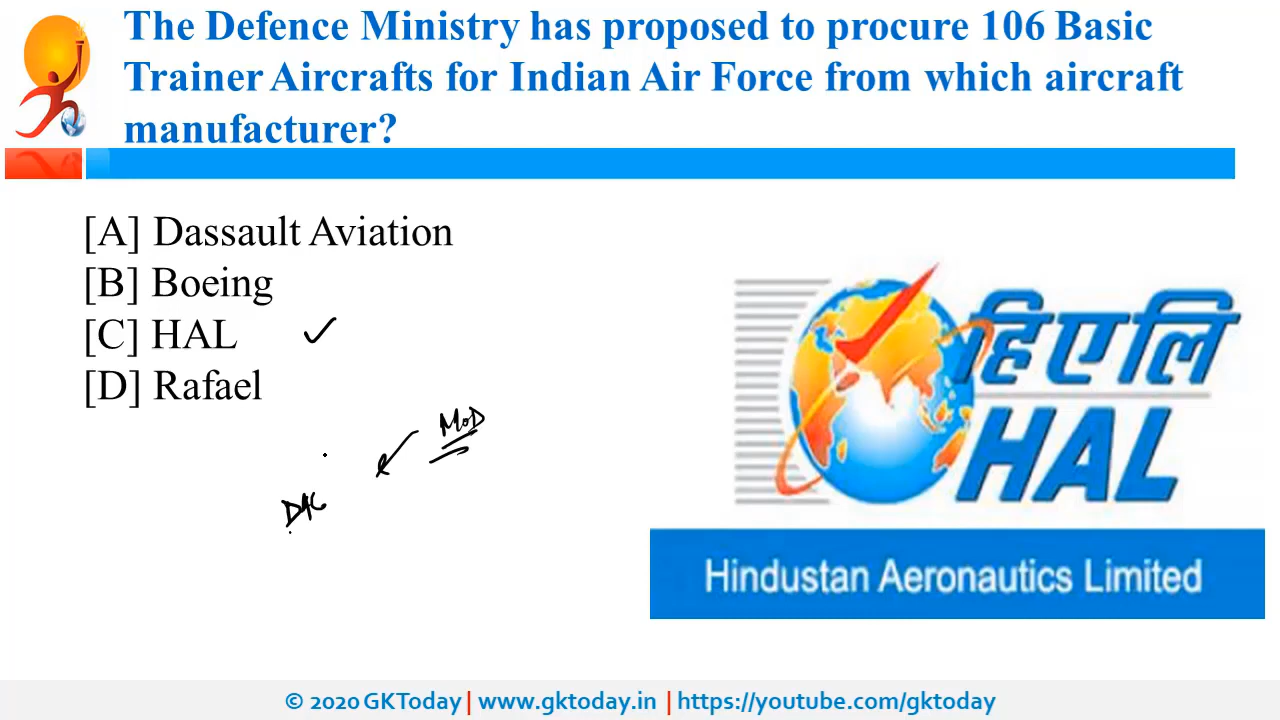 The Defence Ministry has proposed to procure 106 Basic
Trainer Aircrafts for Indian Air Force from which aircraft
manufacturer?
[A] Dassault Aviation
[B] Boeing
[C] HAL
[D] Rafael
MoD
DAC
हिएलि
HAL
Hindustan Aeronautics Limited
© 2020 GKToday | www.gktoday.in | https://youtube.com/gktoday